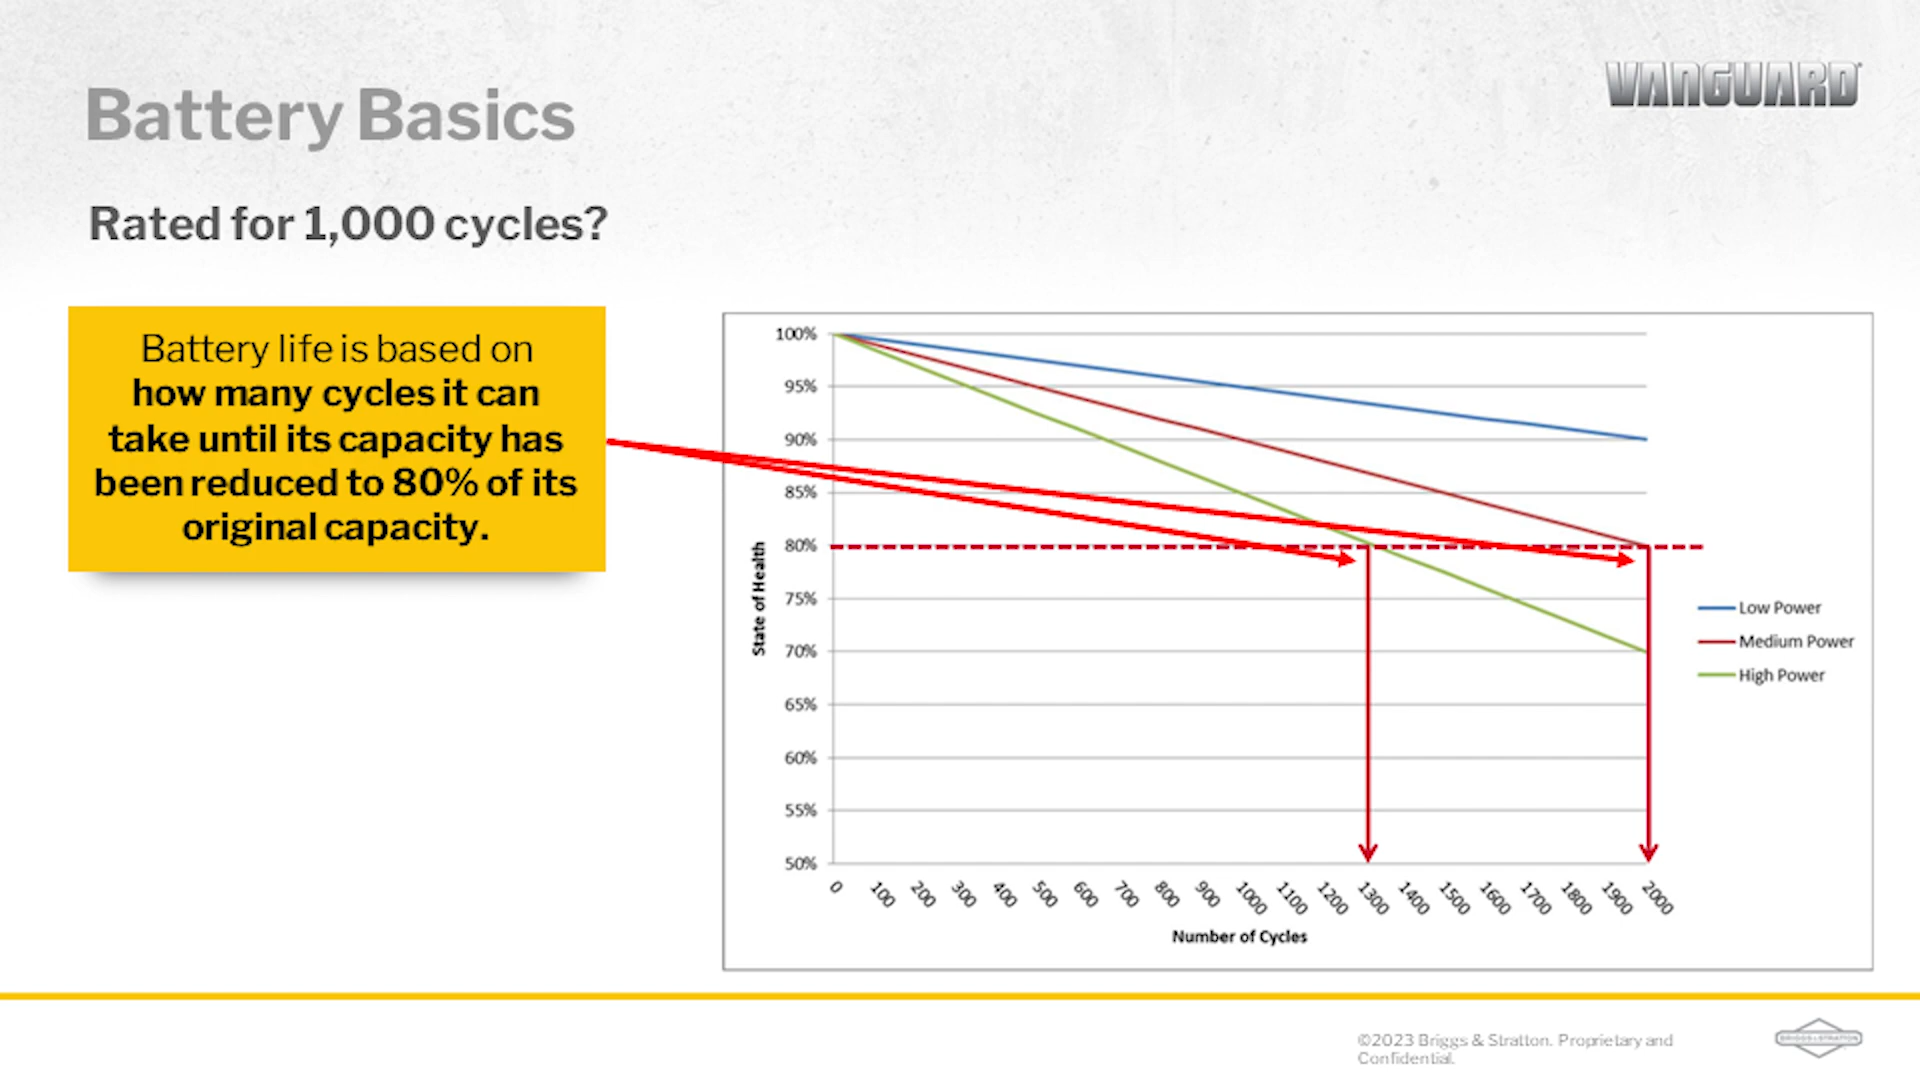 VANGUARD
Battery Basics
Rated for 1,000 cycles?
Battery life is based on
how many cycles it can
take until its capacity has
been reduced to 80% of its
original capacity.
100%
95%
90%
85%
80%
75%
70%
65%
60%
55%
50%
State of Health
0 100 200 300 400 500 600 700 800 900 1000 1100 1200 1300 1400 1500 1600 1700 1800 1900 2000
Number of Cycles
Low Power
Medium Power
High Power
©2023 Briggs & Stratton. Proprietary and
Confidential.
BRIGGS&STRATTON